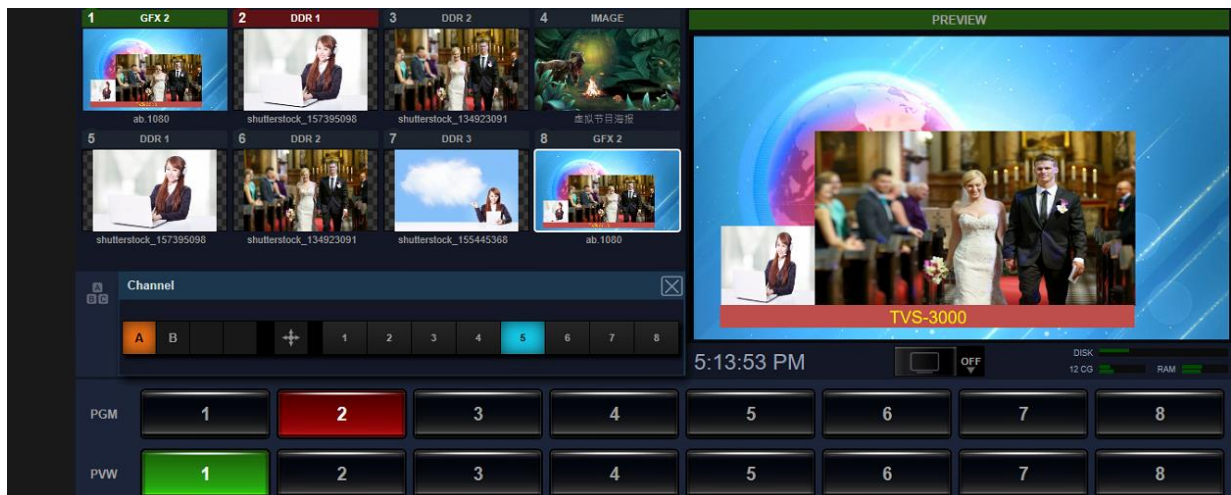 1 GFX 2 2 DDR 1 3 DDR 2 4 IMAGE
PREVIEW
ab.1080 shutterstock_157395098 shutterstock_134923091 虚拟节目海报
5 DDR 1 6 DDR 2 7 DDR 3 8 GFX 2
shutterstock_157395098 shutterstock_134923091 shutterstock_155445368 ab.1080
TVS-3000
A B C
Channel
A B 1 2 3 4 5 6 7 8
5:13:53 PM OFF DISK
12 CG RAM
PGM 1 2 3 4 5 6 7 8
PVW 1 2 3 4 5 6 7 8